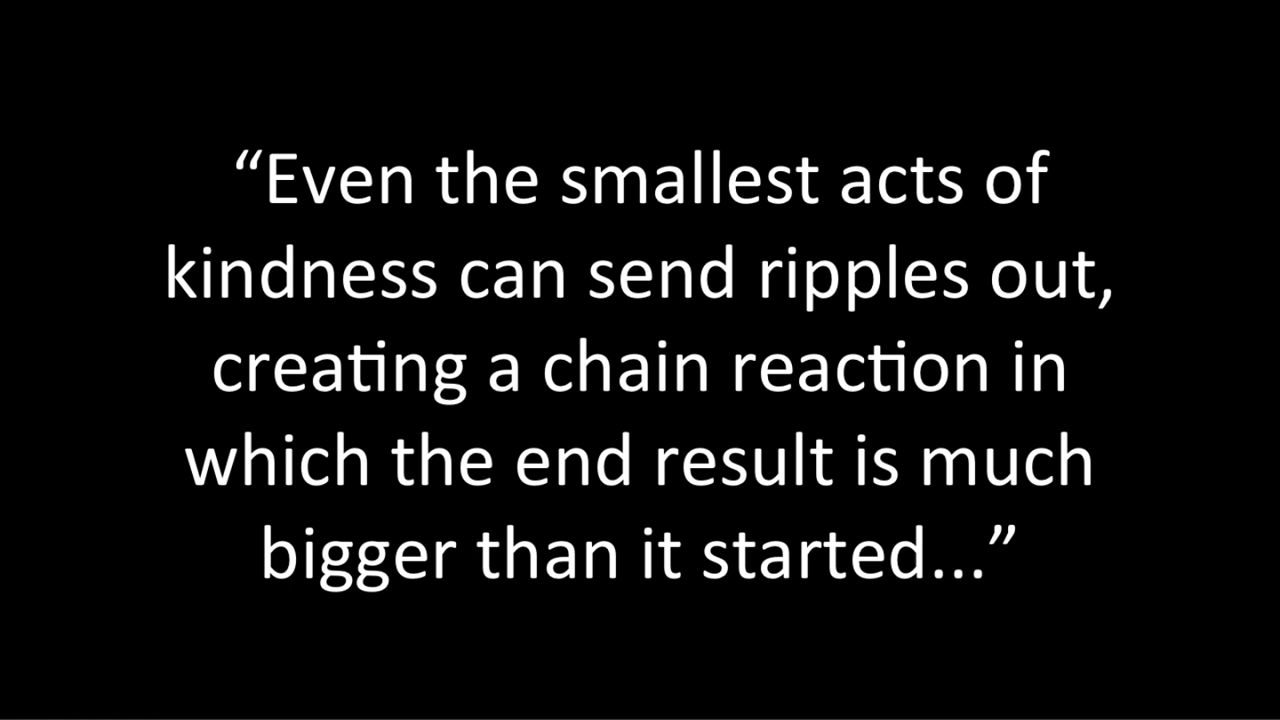 “Even the smallest acts of
kindness can send ripples out,
creating a chain reaction in
which the end result is much
bigger than it started...”